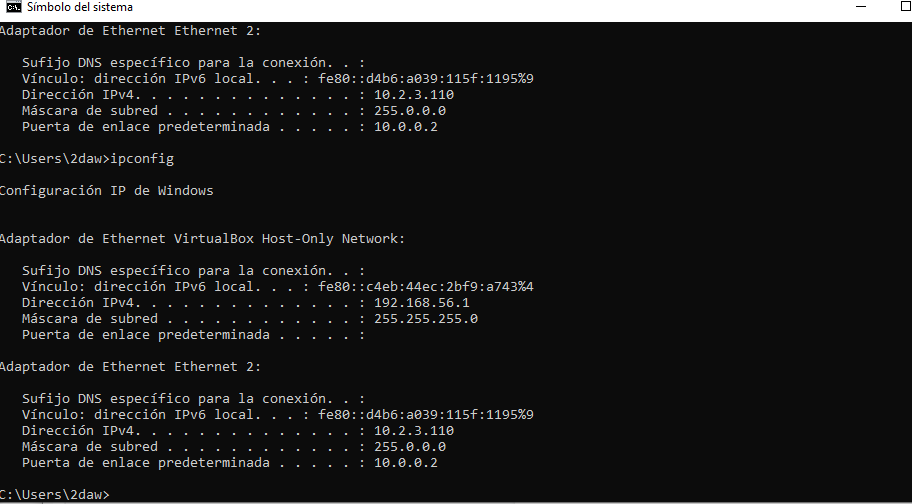 Símbolo del sistema
Adaptador de Ethernet Ethernet 2:
Sufijo DNS específico para la conexión. . :
Vínculo: dirección IPv6 local. . . : fe80::d4b6:a039:115f:1195%9
Dirección IPv4. . . . . . . . . . . . . . : 10.2.3.110
Máscara de subred . . . . . . . . . . . . : 255.0.0.0
Puerta de enlace predeterminada . . . . . : 10.0.0.2
C:\Users\2daw>ipconfig
Configuración IP de Windows
Adaptador de Ethernet VirtualBox Host-Only Network:
Sufijo DNS específico para la conexión. . :
Vínculo: dirección IPv6 local. . . : fe80::c4eb:44ec:2bf9:a743%4
Dirección IPv4. . . . . . . . . . . . . . : 192.168.56.1
Máscara de subred . . . . . . . . . . . . : 255.255.255.0
Puerta de enlace predeterminada . . . . . :
Adaptador de Ethernet Ethernet 2:
Sufijo DNS específico para la conexión. . :
Vínculo: dirección IPv6 local. . . : fe80::d4b6:a039:115f:1195%9
Dirección IPv4. . . . . . . . . . . . . . : 10.2.3.110
Máscara de subred . . . . . . . . . . . . : 255.0.0.0
Puerta de enlace predeterminada . . . . . : 10.0.0.2
C:\Users\2daw>